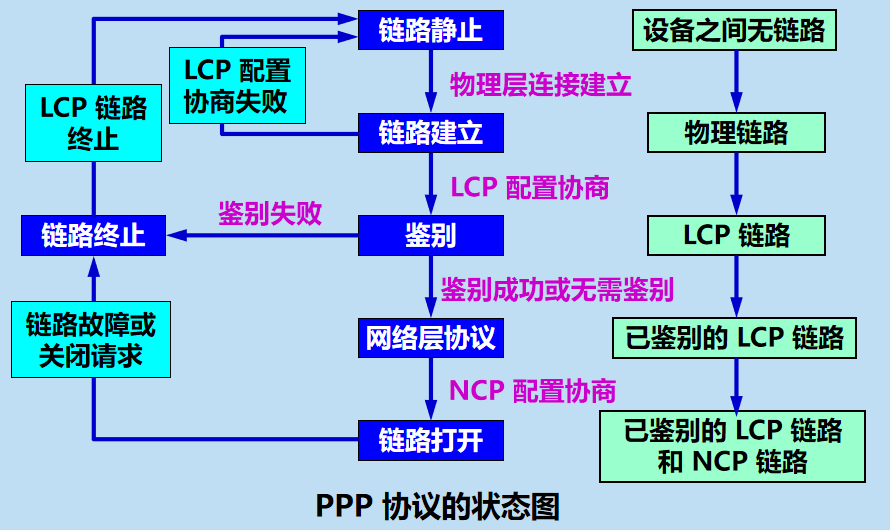 链路静止
设备之间无链路
LCP 配置
协商失败
物理层连接建立
LCP 链路
终止
链路建立
物理链路
LCP 配置协商
鉴别失败
链路终止
鉴别
LCP 链路
鉴别成功或无需鉴别
链路故障或
关闭请求
网络层协议
已鉴别的 LCP 链路
NCP 配置协商
链路打开
已鉴别的 LCP 链路
和 NCP 链路
PPP 协议的状态图